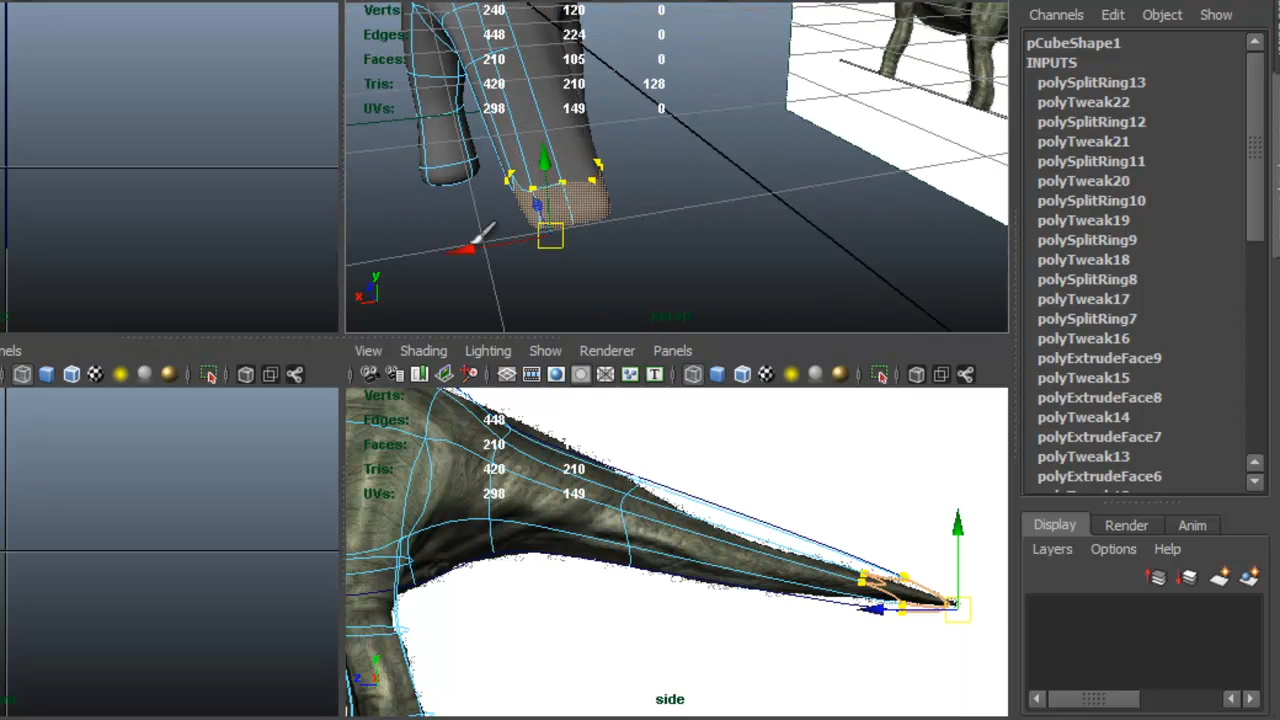 Channels Edit Object Show
pCubeShape1
INPUTS
polySplitRing13
polyTweak22
polySplitRing12
polyTweak21
polySplitRing11
polyTweak20
polySplitRing10
polyTweak19
polySplitRing9
polyTweak18
polySplitRing8
polyTweak17
polySplitRing7
polyTweak16
polyExtrudeFace9
polyTweak15
polyExtrudeFace8
polyTweak14
polyExtrudeFace7
polyTweak13
polyExtrudeFace6
Display Render Anim
Layers Options Help
Verts: 240 120 0
Edges: 448 224 0
Faces: 210 105 0
Tris: 420 210 128
UVs: 298 149 0
y
x
persp
nels
View Shading Lighting Show Renderer Panels
T
Verts:
Edges: 448
Faces: 210
Tris: 420 210
UVs: 298 149
y
z x
side